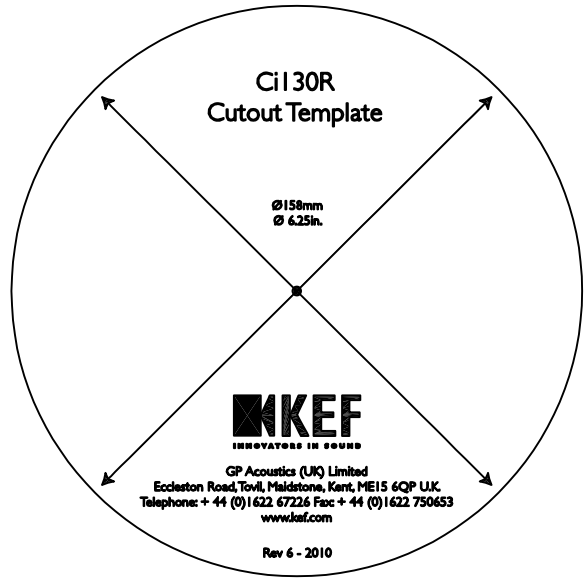 Ci130R
Cutout Template
Ø158mm
Ø 6.25in.
KEF
INNOVATORS IN SOUND
GP Acoustics (UK) Limited
Eccleston Road, Tovil, Maidstone, Kent, ME15 6QP U.K.
Telephone: + 44 (0)1622 67226 Fax: + 44 (0)1622 750653
www.kef.com
Rev 6 - 2010